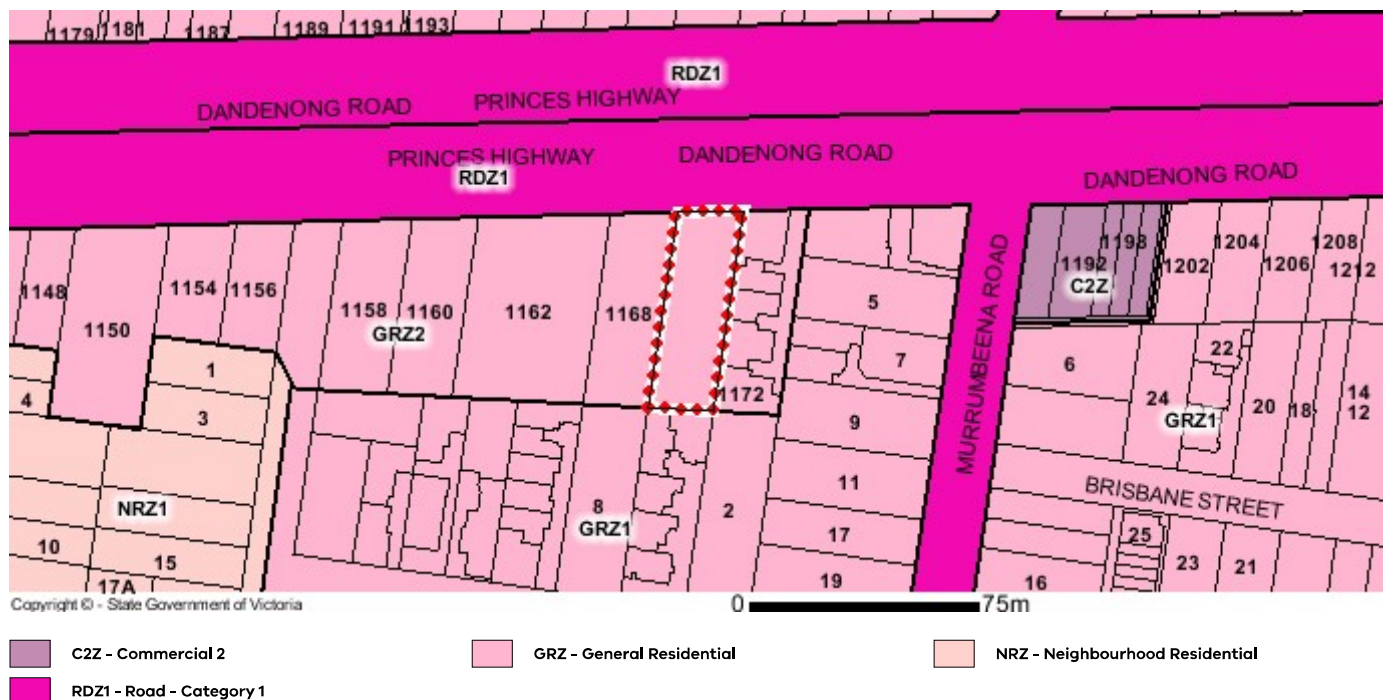 1179 1181 1187 1189 1191 1193
RDZ1
DANDENONG ROAD PRINCES HIGHWAY
PRINCES HIGHWAY DANDENONG ROAD
RDZ1
DANDENONG ROAD
1148 1150 1154 1156 1158 1160 1162 1168
GRZ2
1172
5
7
9
11
17
19
MURRUMBEENA ROAD
1192 1198
C2Z
1202 1204 1206 1208 1212
1
3
4
NRZ1
10 15
17A
8
GRZ1
2
6
22
24
GRZ1
20 18 14
12
BRISBANE STREET
25
23 21
16
Copyright © - State Government of Victoria
0 75m
C2Z - Commercial 2
GRZ - General Residential
NRZ - Neighbourhood Residential
RDZ1 - Road - Category 1